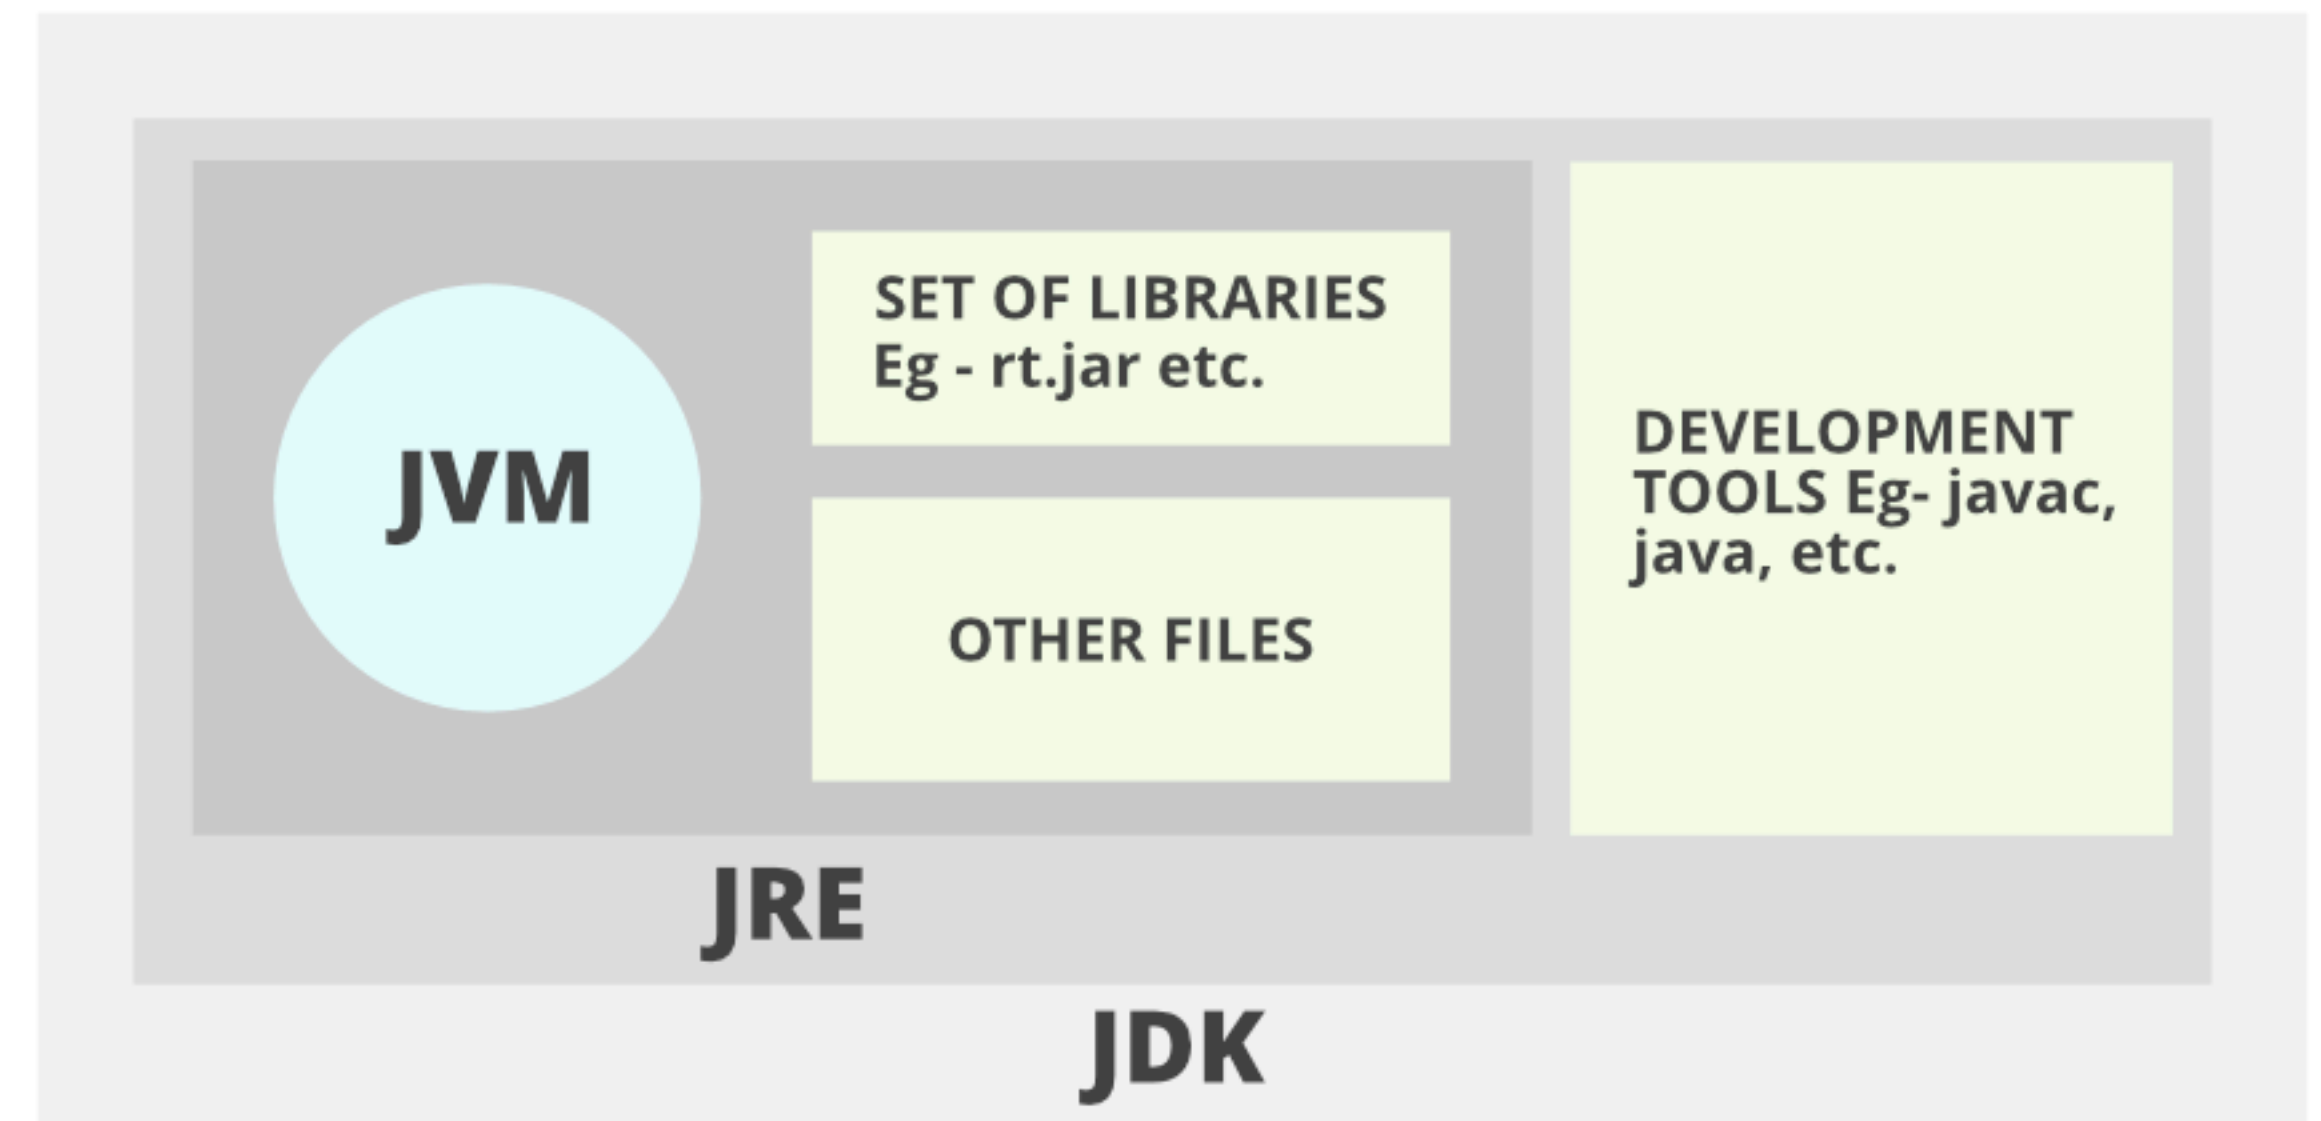 JVM
SET OF LIBRARIES
Eg - rt.jar etc.
OTHER FILES
DEVELOPMENT
TOOLS Eg- javac,
java, etc.
JRE
JDK